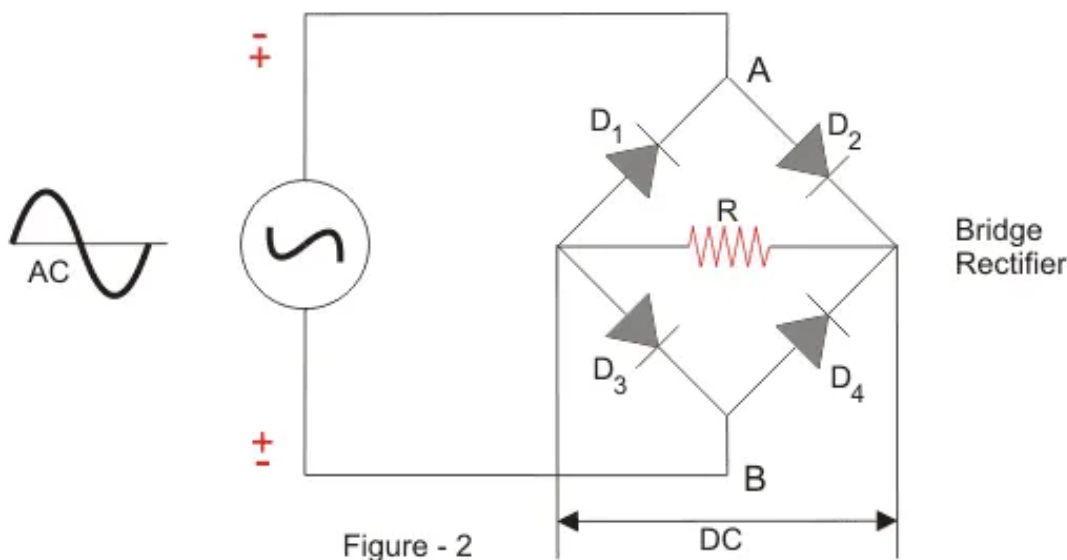 -
+
A
D1
D2
R
AC
Bridge
Rectifier
D3
D4
+
-
B
DC
Figure - 2